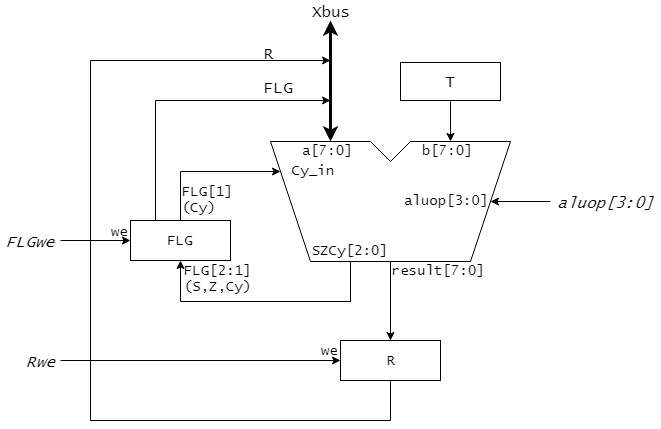 Xbus
R
FLG
T
a[7:0]
b[7:0]
Cy_in
FLG[1]
(Cy)
aluop[3:0]
aluop[3:0]
FLGwe
we
FLG
SZCy[2:0]
FLG[2:1]
(S,Z,Cy)
result[7:0]
Rwe
we
R